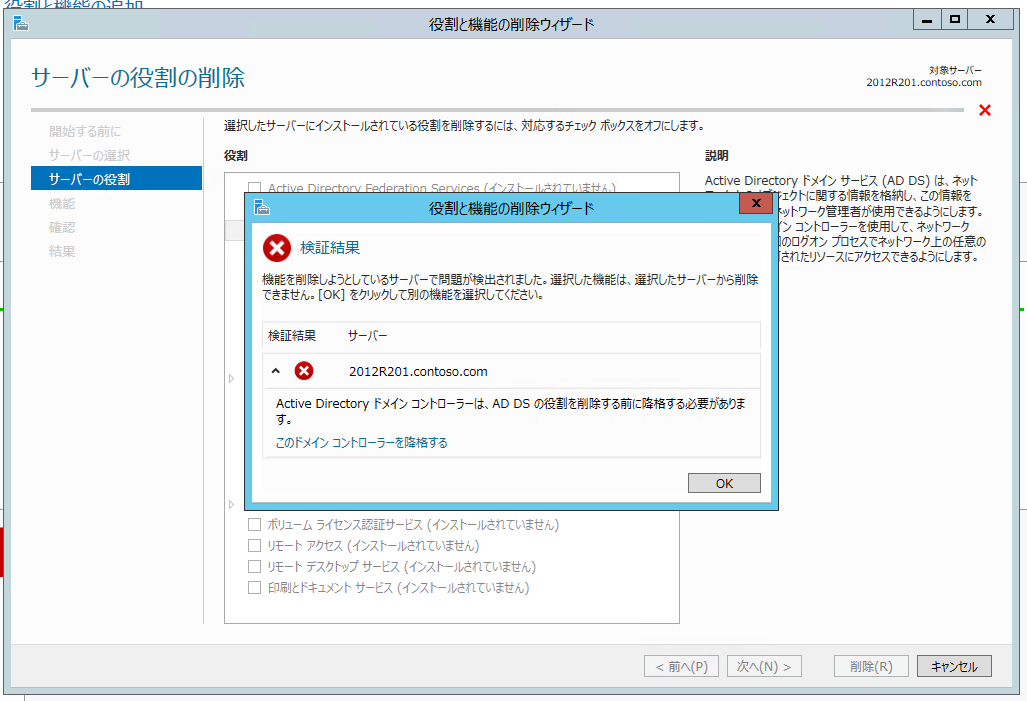 役割と機能の追加
役割と機能の削除ウィザード
サーバーの役割の削除
対象サーバー
2012R201.contoso.com
開始する前に
サーバーの選択
サーバーの役割
機能
確認
結果
選択したサーバーにインストールされている役割を削除するには、対応するチェック ボックスをオフにします。
役割
Active Directory Federation Services (インストールされていません)
説明
Active Directory ドメイン サービス (AD DS) は、ネット
ジェクトに関する情報を格納し、この情報を
ネットワーク管理者が使用できるようにします。
コントローラーを使用して、ネットワーク
のログオン プロセスでネットワーク上の任意の
されたリソースにアクセスできるようにします。
役割と機能の削除ウィザード
検証結果
機能を削除しようとしているサーバーで問題が検出されました。選択した機能は、選択したサーバーから削除
できません。[OK] をクリックして別の機能を選択してください。
検証結果 サーバー
2012R201.contoso.com
Active Directory ドメイン コントローラーは、AD DS の役割を削除する前に降格する必要がありま
す。
このドメイン コントローラーを降格する
OK
ボリューム ライセンス認証サービス (インストールされていません)
リモート アクセス (インストールされていません)
リモート デスクトップ サービス (インストールされていません)
印刷とドキュメント サービス (インストールされていません)
< 前へ(P) 次へ(N) > 削除(R) キャンセル